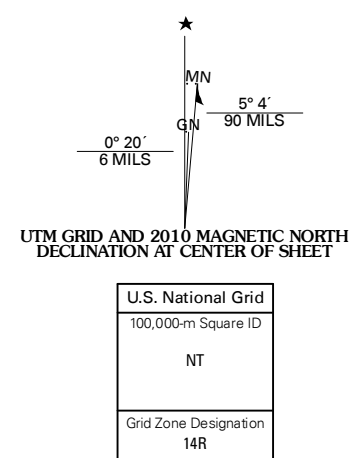 ★
MN
GN
5° 4´
90 MILS
0° 20´
6 MILS
UTM GRID AND 2010 MAGNETIC NORTH
DECLINATION AT CENTER OF SHEET
U.S. National Grid
100,000-m Square ID
NT
Grid Zone Designation
14R